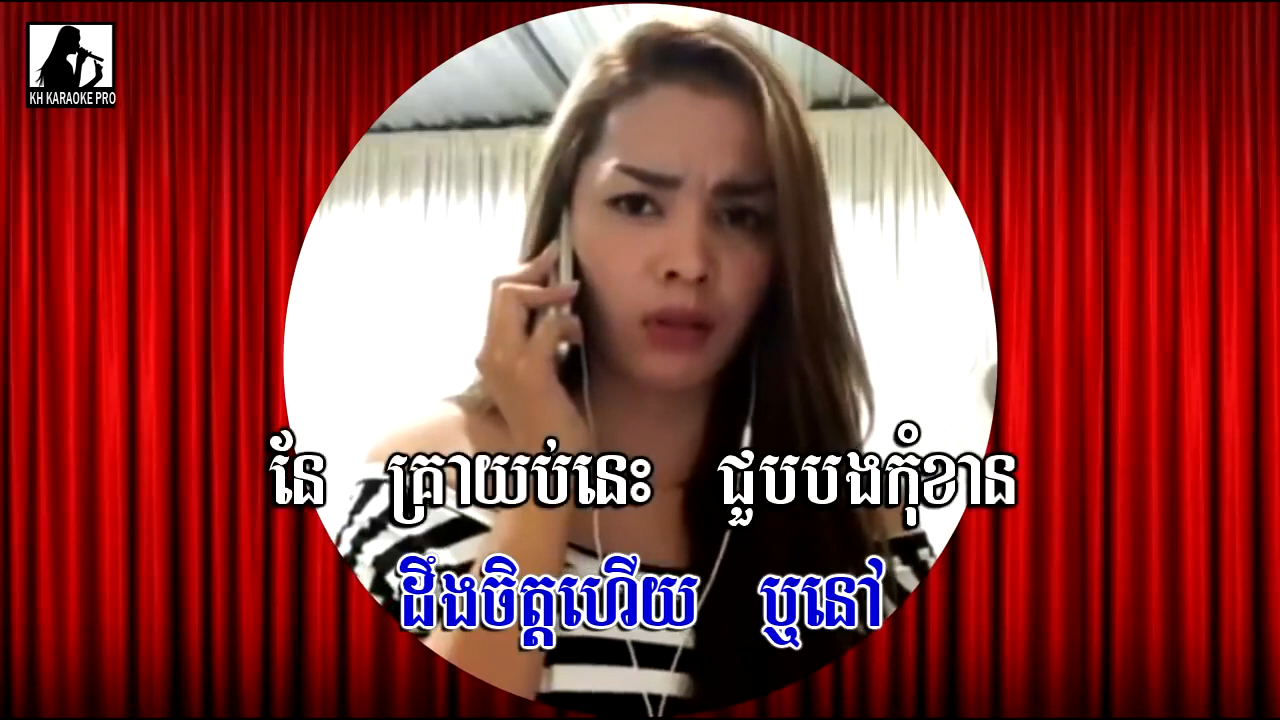 KH KARAOKE PRO
នែ គ្រាយប់នេះ ជួបបងកុំខាន
ដឹងចិត្តហើយ ឬនៅ